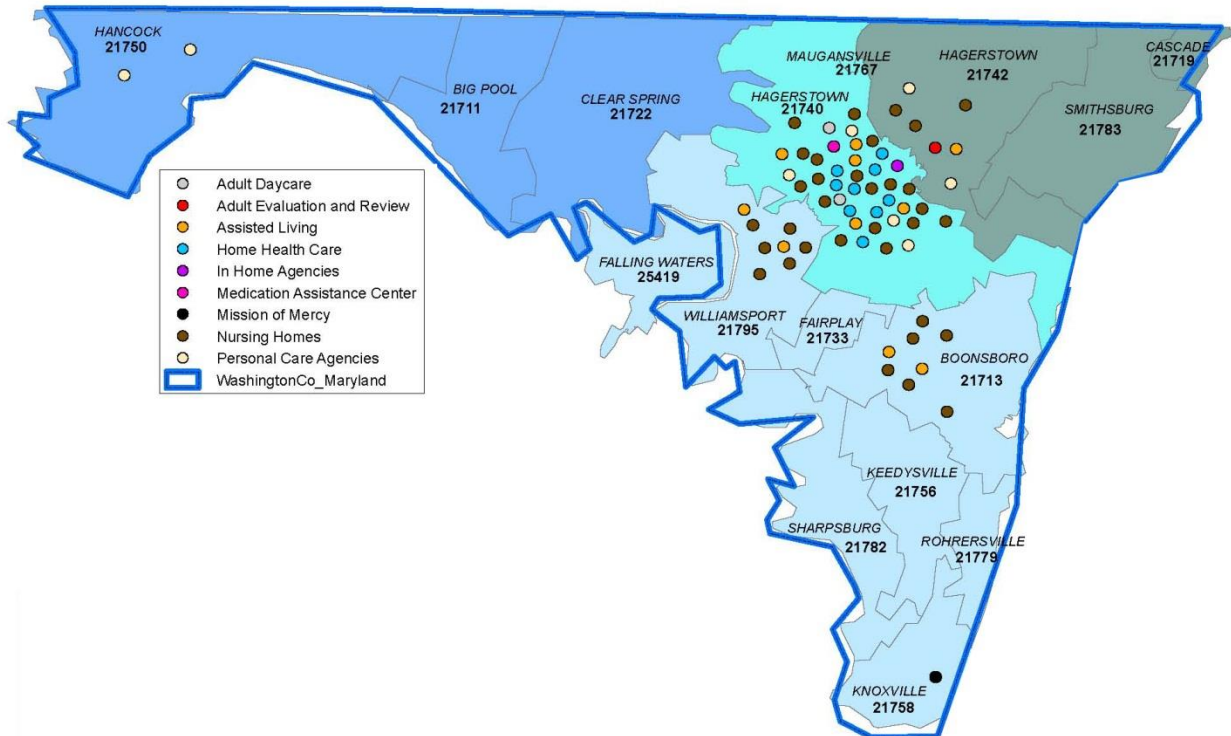 HANCOCK
21750
BIG POOL
21711
CLEAR SPRING
21722
MAUGANSVILLE
21767
HAGERSTOWN
21740
HAGERSTOWN
21742
CASCADE
21719
SMITHSBURG
21783
Adult Daycare
Adult Evaluation and Review
Assisted Living
Home Health Care
In Home Agencies
Medication Assistance Center
Mission of Mercy
Nursing Homes
Personal Care Agencies
WashingtonCo_Maryland
FALLING WATERS
25419
WILLIAMSPORT
21795
FAIRPLAY
21733
BOONSBORO
21713
KEEDYSVILLE
21756
SHARPSBURG
21782
ROHRERSVILLE
21779
KNOXVILLE
21758